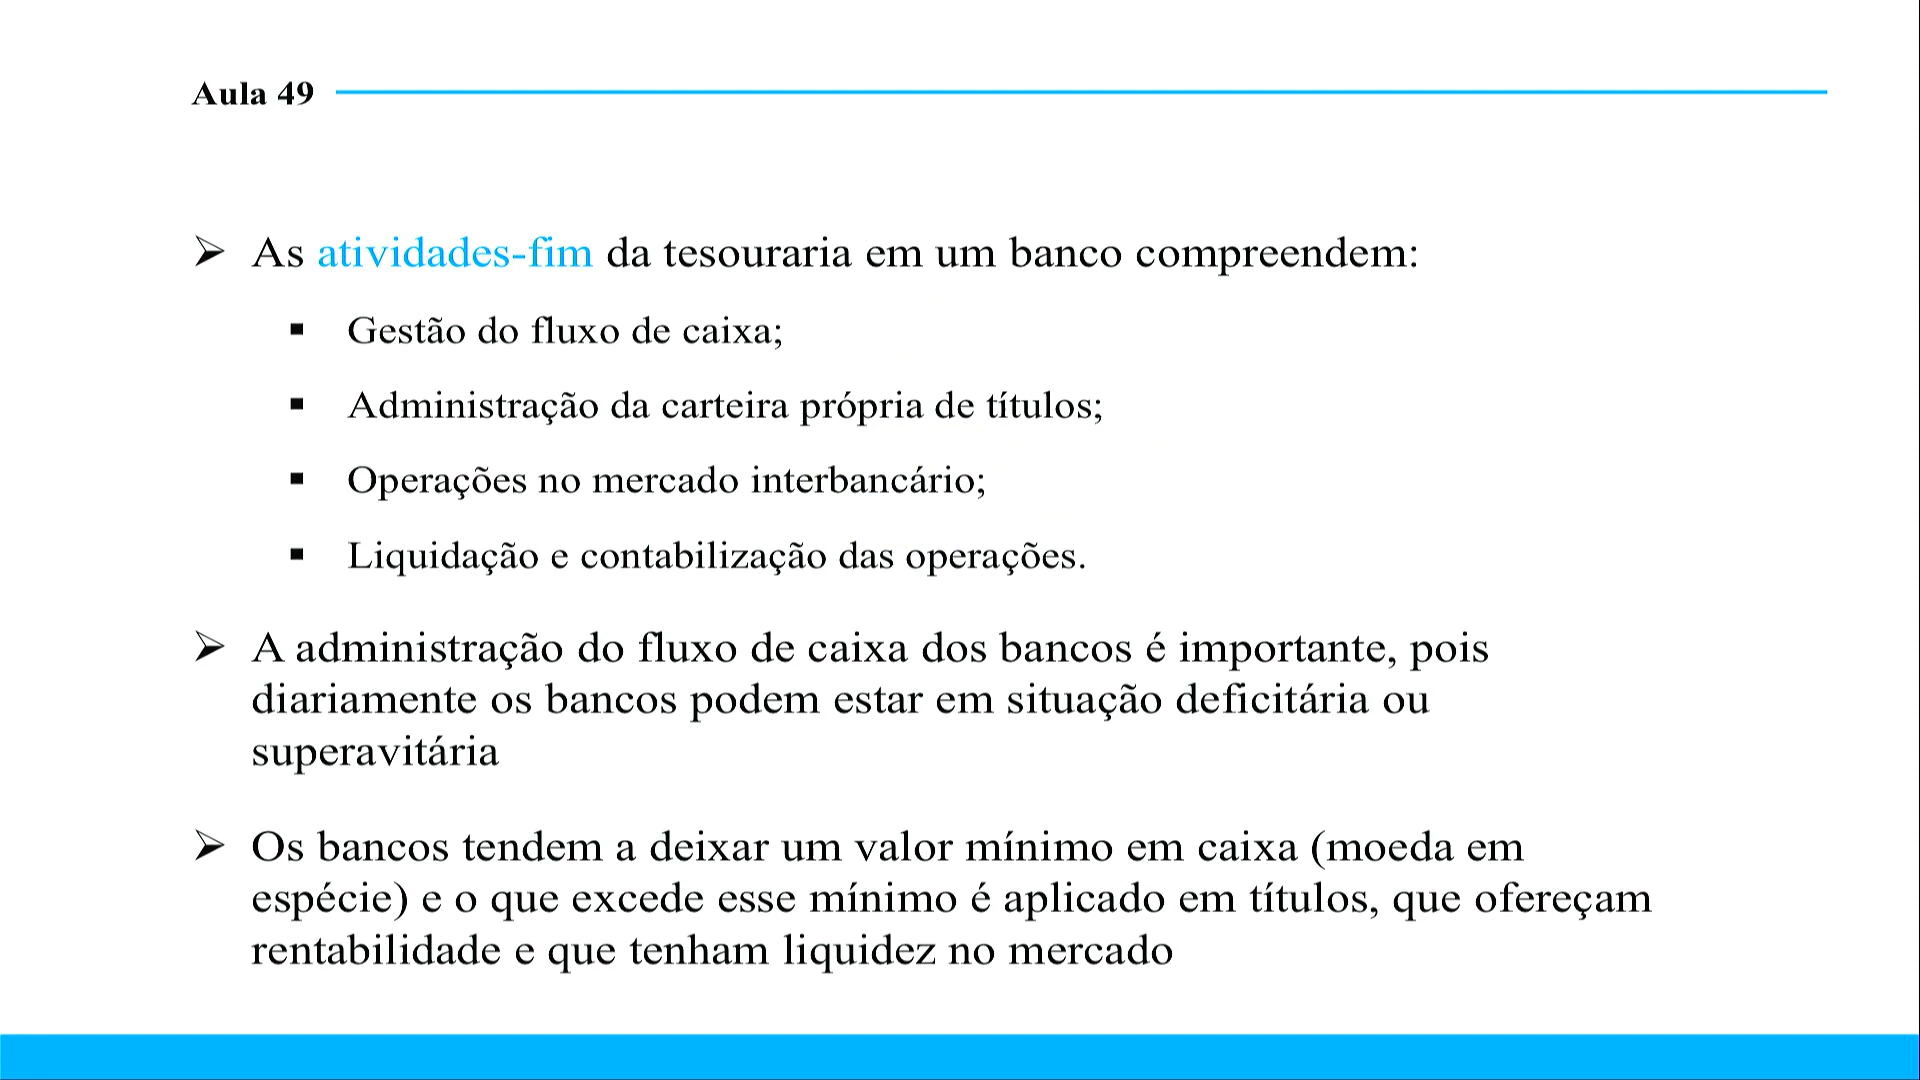 Aula 49
As atividades-fim da tesouraria em um banco compreendem:
Gestão do fluxo de caixa;
Administração da carteira própria de títulos;
Operações no mercado interbancário;
Liquidação e contabilização das operações.
A administração do fluxo de caixa dos bancos é importante, pois
diariamente os bancos podem estar em situação deficitária ou
superavitária
Os bancos tendem a deixar um valor mínimo em caixa (moeda em
espécie) e o que excede esse mínimo é aplicado em títulos, que ofereçam
rentabilidade e que tenham liquidez no mercado